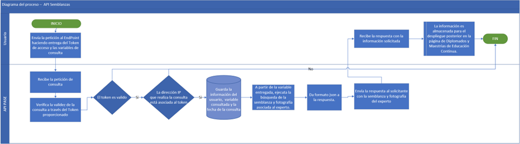 Diagrama del proceso - API Semblanzas
Usuario
INICIO
Envía la petición al EndPoint
haciendo entrega del Token
de acceso y las variables de
consulta
Recibe la respuesta con la
información solicitada
La información es
almacenada para el
despliegue posterior en la
página de Diplomados y
Maestrías de Educación
Continua.
FIN
No
API PAEP
Recibe la petición de
consulta
Verifica la validez de la
consulta a través del Token
proporcionado
El token es valido
Si
La dirección IP
que realiza la consulta
está asociada al token
Si
Guarda la
información del
usuario, variable
consultada y la
fecha de la consulta
A partir de la variable
entregada, ejecuta la
búsqueda de la
semblanza y fotografía
asociada al experto.
Da formato json a
la respuesta.
Envía la respuesta al solicitante
con la semblanza y fotografía
del experto